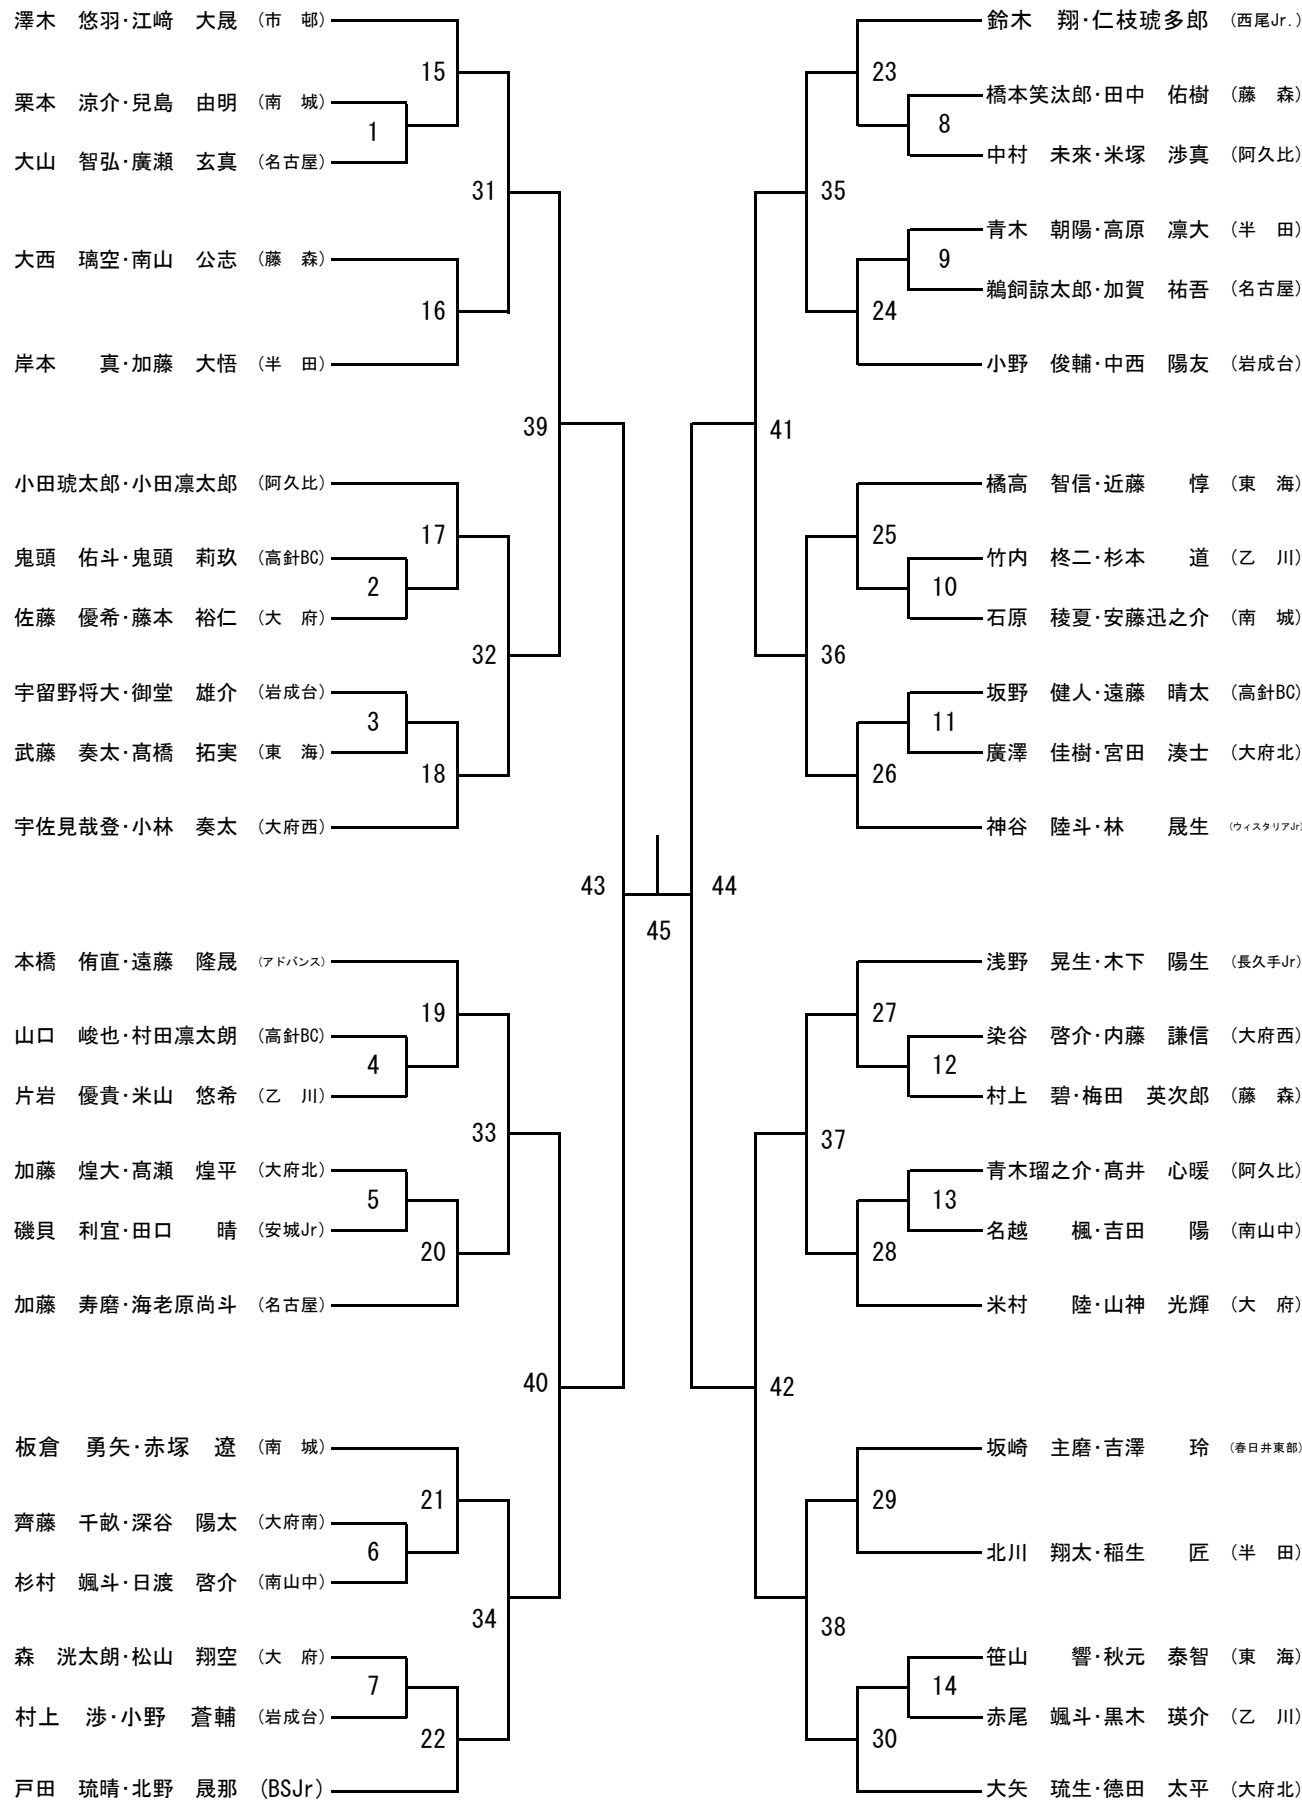 澤木　悠羽・江﨑　大晟　（市　邨）
15
栗本　涼介・兒島　由明　（南　城）
1
大山　智弘・廣瀬　玄真　（名古屋）
31
大西　璃空・南山　公志　（藤　森）
16
岸本　　真・加藤　大悟　（半　田）
39
小田琥太郎・小田凛太郎　（阿久比）
17
鬼頭　佑斗・鬼頭　莉玖　（高針BC）
2
佐藤　優希・藤本　裕仁　（大　府）
32
宇留野将大・御堂　雄介　（岩成台）
3
武藤　奏太・髙橋　拓実　（東　海）
18
宇佐見哉登・小林　奏太　（大府西）
43
本橋　侑直・遠藤　隆晟　（アドバンス）
19
山口　峻也・村田凛太朗　（高針BC）
4
片岩　優貴・米山　悠希　（乙　川）
33
加藤　煌大・髙瀬　煌平　（大府北）
5
磯貝　利宜・田口　　晴　（安城Jr）
20
加藤　寿磨・海老原尚斗　（名古屋）
40
板倉　勇矢・赤塚　遼　（南　城）
21
齊藤　千畝・深谷　陽太　（大府南）
6
杉村　颯斗・日渡　啓介　（南山中）
34
森　洸太朗・松山　翔空　（大　府）
7
村上　渉・小野　蒼輔　（岩成台）
22
戸田　琉晴・北野　晟那　（BSJr）
45
鈴木　翔・仁枝琥多郎　（西尾Jr.）
23
橋本笑汰郎・田中　佑樹　（藤　森）
8
中村　未來・米塚　渉真　（阿久比）
35
青木　朝陽・高原　凛大　（半　田）
9
鵜飼諒太郎・加賀　祐吾　（名古屋）
24
小野　俊輔・中西　陽友　（岩成台）
41
橘高　智信・近藤　　惇　（東　海）
25
竹内　柊二・杉本　　道　（乙　川）
10
石原　稜夏・安藤迅之介　（南　城）
36
坂野　健人・遠藤　晴太　（高針BC）
11
廣澤　佳樹・宮田　湊士　（大府北）
26
神谷　陸斗・林　　晟生　（ウィスタリアJr）
44
浅野　晃生・木下　陽生　（長久手Jr）
27
染谷　啓介・内藤　謙信　（大府西）
12
村上　碧・梅田　英次郎　（藤　森）
37
青木瑠之介・髙井　心暖　（阿久比）
13
名越　　楓・吉田　　陽　（南山中）
28
米村　　陸・山神　光輝　（大　府）
42
坂崎　主磨・吉澤　　玲　（春日井東部）
29
北川　翔太・稲生　　匠　（半　田）
38
笹山　　響・秋元　泰智　（東　海）
14
赤尾　颯斗・黒木　瑛介　（乙　川）
30
大矢　琉生・德田　太平　（大府北）